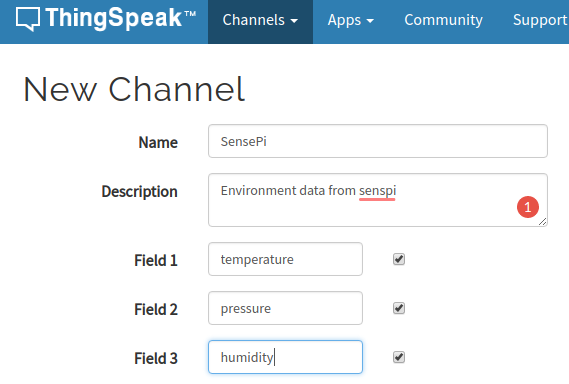 ThingSpeak™ Channels Apps Community Support
New Channel
Name SensePi
Description Environment data from senspi
1
Field 1 temperature
Field 2 pressure
Field 3 humidity